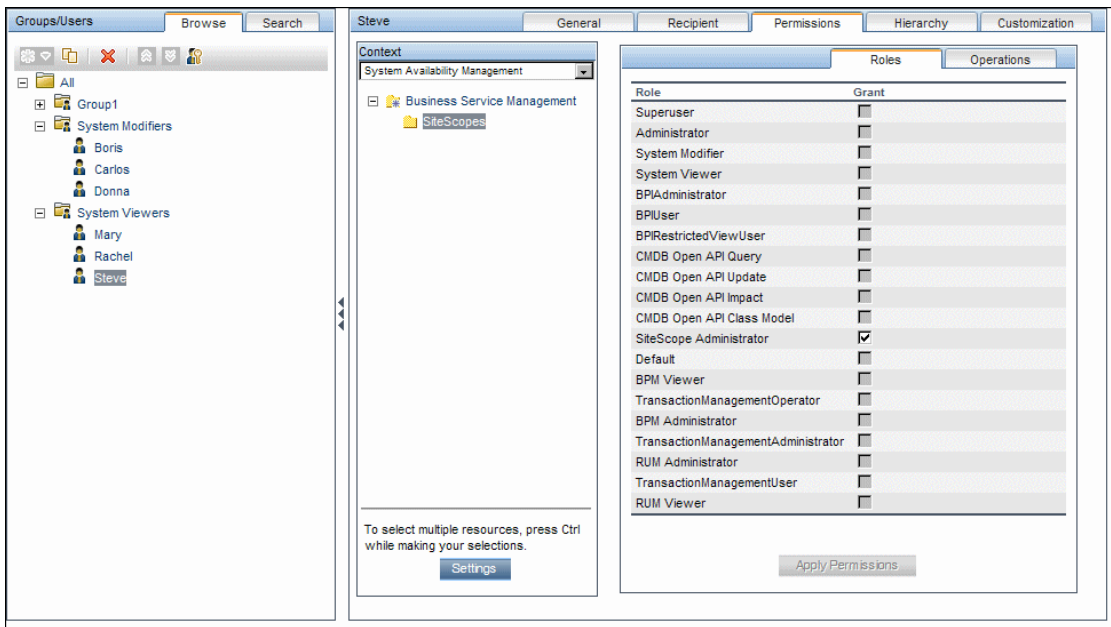 Groups/Users Browse Search
All
Group1
System Modifiers
Boris
Carlos
Donna
System Viewers
Mary
Rachel
Steve
Steve General Recipient Permissions Hierarchy Customization
Context
System Availability Management
Business Service Management
SiteScopes
To select multiple resources, press Ctrl
while making your selections.
Settings
Roles Operations
Role Grant
Superuser
Administrator
System Modifier
System Viewer
BPIAdministrator
BPIUser
BPIRestrictedViewUser
CMDB Open API Query
CMDB Open API Update
CMDB Open API Impact
CMDB Open API Class Model
SiteScope Administrator
Default
BPM Viewer
TransactionManagementOperator
BPM Administrator
TransactionManagementAdministrator
RUM Administrator
TransactionManagementUser
RUM Viewer
Apply Permissions